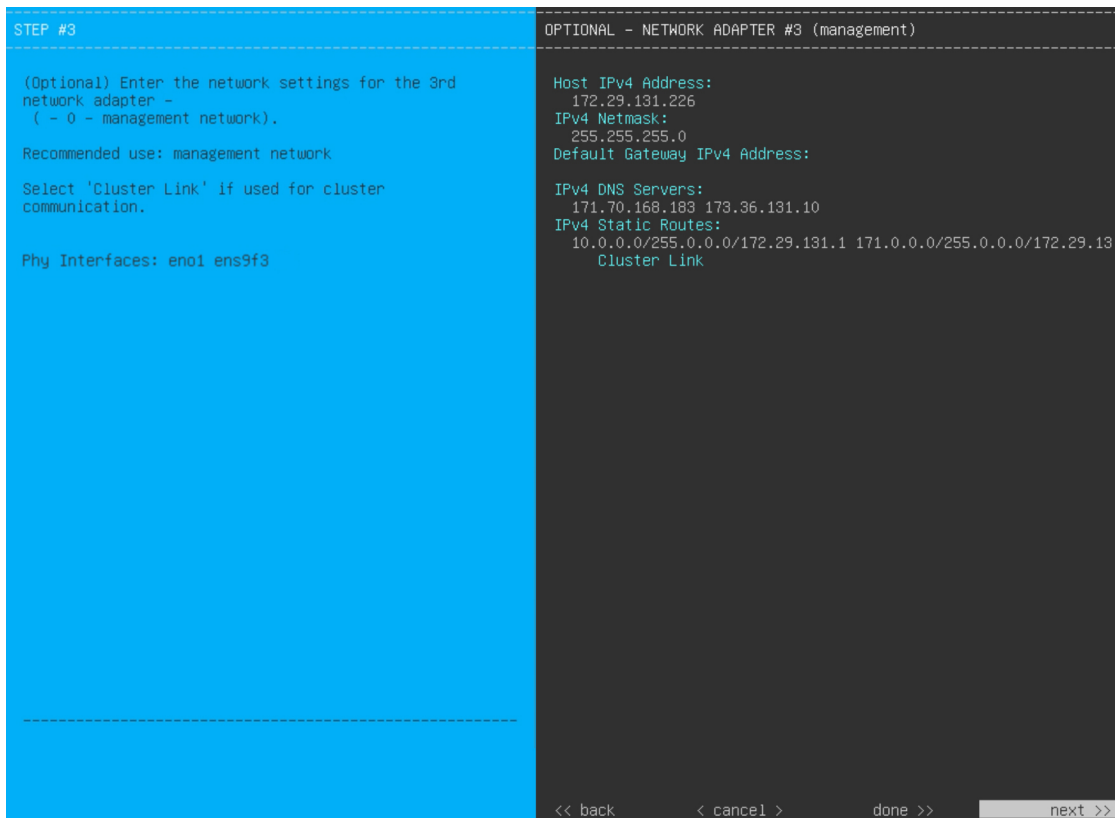 STEP #3
(Optional) Enter the network settings for the 3rd
network adapter -
( - 0 - management network).
Recommended use: management network
Select 'Cluster Link' if used for cluster
communication.
Phy Interfaces: eno1 ens9f3
OPTIONAL - NETWORK ADAPTER #3 (management)
Host IPv4 Address:
172.29.131.226
IPv4 Netmask:
255.255.255.0
Default Gateway IPv4 Address:
IPv4 DNS Servers:
171.70.168.183 173.36.131.10
IPv4 Static Routes:
10.0.0.0/255.0.0.0/172.29.131.1 171.0.0.0/255.0.0.0/172.29.13
Cluster Link
<< back < cancel > done >> next >>